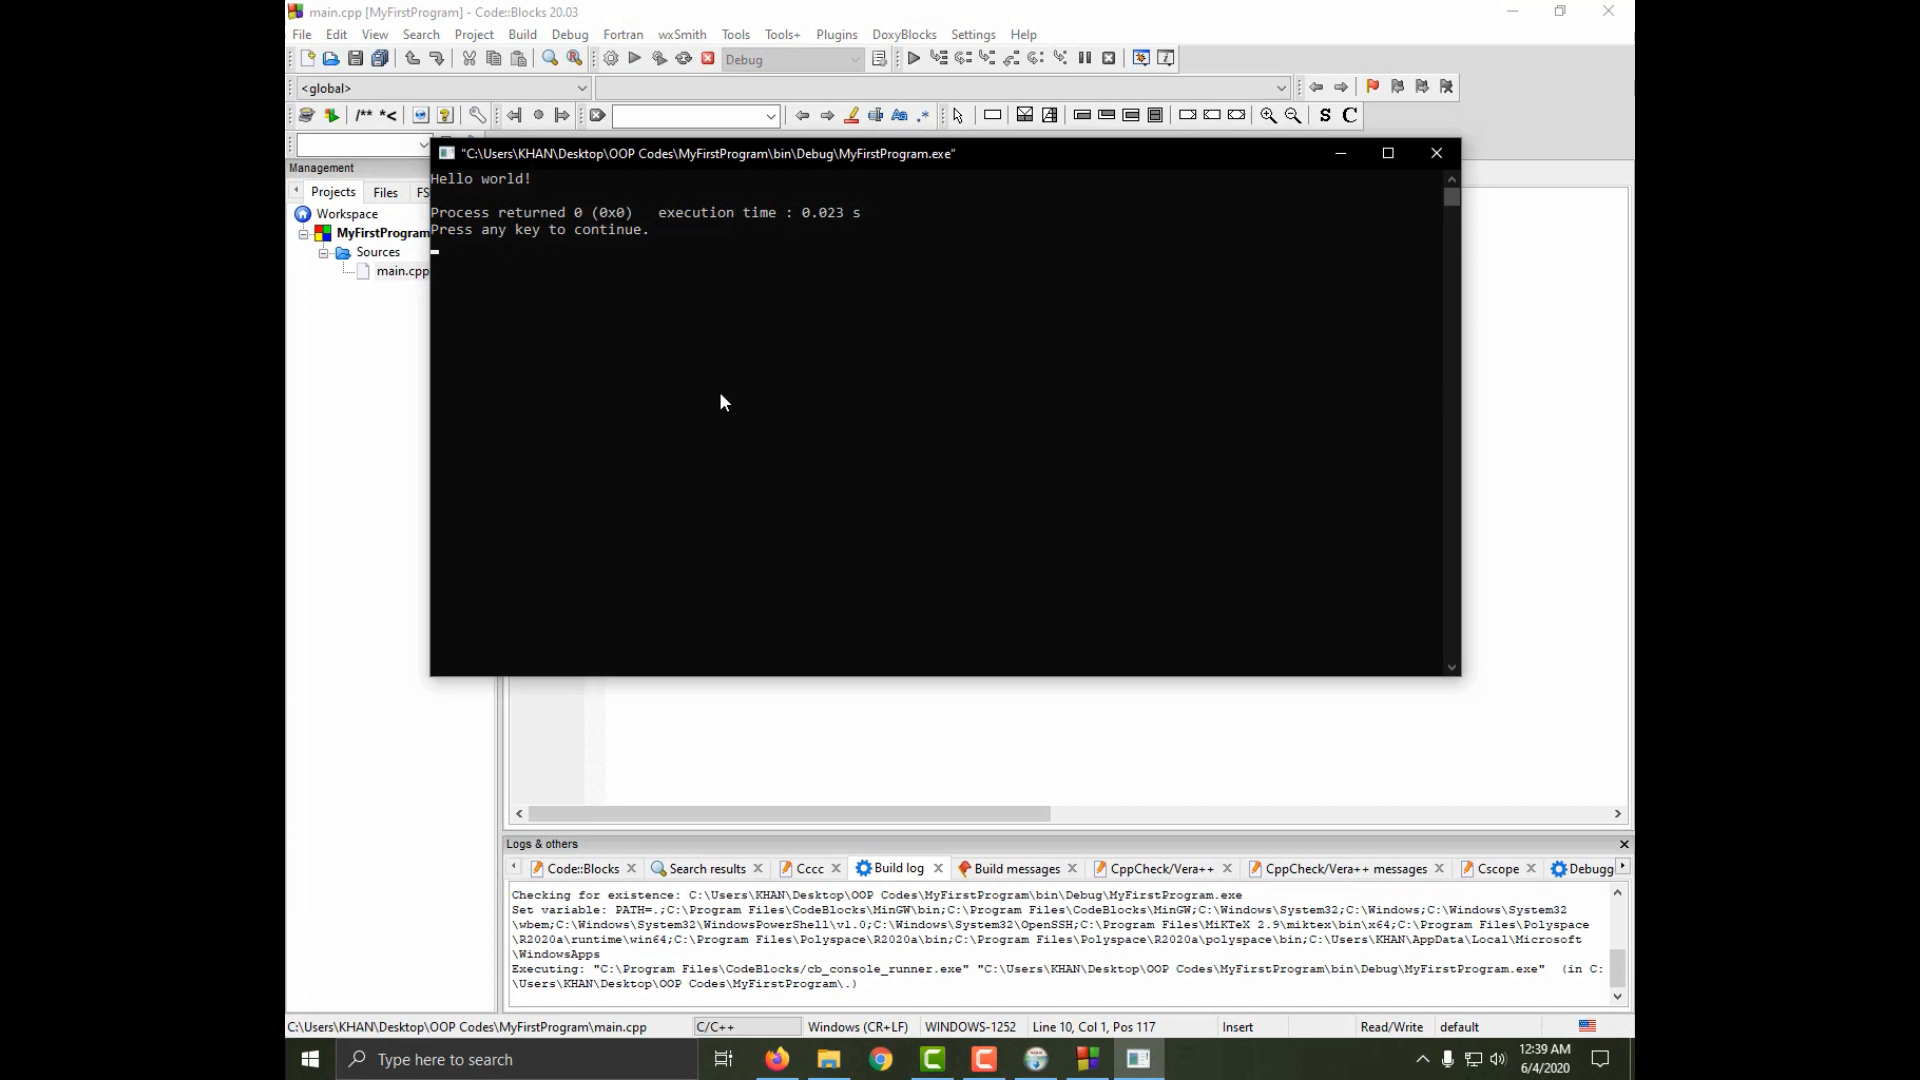 main.cpp [MyFirstProgram] - Code::Blocks 20.03
File Edit View Search Project Build Debug Fortran wxSmith Tools Tools+ Plugins DoxyBlocks Settings Help
Debug
<global>
/** *<
Aa .* S C
"C:\Users\KHAN\Desktop\OOP Codes\MyFirstProgram\bin\Debug\MyFirstProgram.exe"
Management
Projects Files FS
Hello world!
Workspace
Process returned 0 (0x0) execution time : 0.023 s
MyFirstProgram
Press any key to continue.
Sources
main.cpp
Logs & others
Code::Blocks Search results Cccc Build log Build messages CppCheck/Vera++ CppCheck/Vera++ messages Cscope Debugg
Checking for existence: C:\Users\KHAN\Desktop\OOP Codes\MyFirstProgram\bin\Debug\MyFirstProgram.exe
Set variable: PATH=.;C:\Program Files\CodeBlocks\MinGW\bin;C:\Program Files\CodeBlocks\MinGW;C:\Windows\System32;C:\Windows;C:\Windows\System32
\wbem;C:\Windows\System32\WindowsPowerShell\v1.0;C:\Windows\System32\OpenSSH;C:\Program Files\MiKTeX 2.9\miktex\bin\x64;C:\Program Files\Polyspace
\R2020a\runtime\win64;C:\Program Files\Polyspace\R2020a\bin;C:\Program Files\Polyspace\R2020a\polyspace\bin;C:\Users\KHAN\AppData\Local\Microsoft
\WindowsApps
Executing: "C:\Program Files\CodeBlocks/cb_console_runner.exe" "C:\Users\KHAN\Desktop\OOP Codes\MyFirstProgram\bin\Debug\MyFirstProgram.exe" (in C:
\Users\KHAN\Desktop\OOP Codes\MyFirstProgram\.)
C:\Users\KHAN\Desktop\OOP Codes\MyFirstProgram\main.cpp C/C++ Windows (CR+LF) WINDOWS-1252 Line 10, Col 1, Pos 117 Insert Read/Write default
Type here to search
12:39 AM
6/4/2020